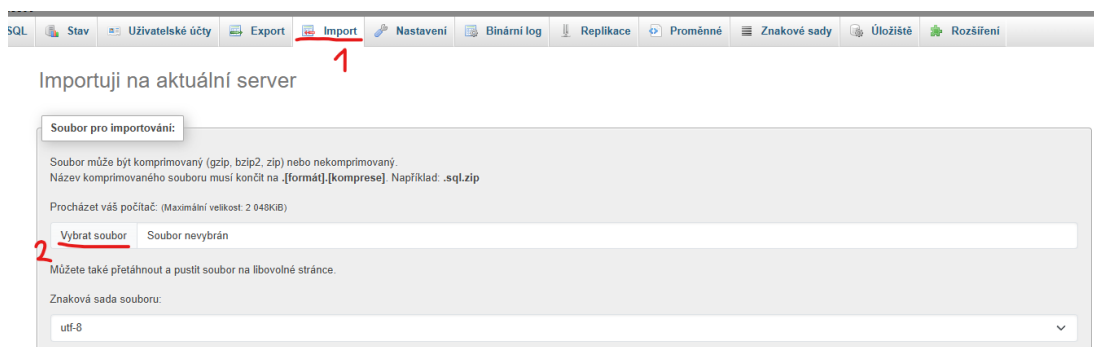 SQL Stav Uživatelské účty Export Import Nastavení Binární log Replikace Proměnné Znakové sady Úložiště Rozšíření
1
Importuji na aktuální server
Soubor pro importování:
Soubor může být komprimovaný (gzip, bzip2, zip) nebo nekomprimovaný.
Název komprimovaného souboru musí končit na .[formát].[komprese]. Například: .sql.zip
Procházet váš počítač: (Maximální velikost: 2 048KiB)
Vybrat soubor Soubor nevybrán
2
Můžete také přetáhnout a pustit soubor na libovolné stránce.
Znaková sada souboru:
utf-8